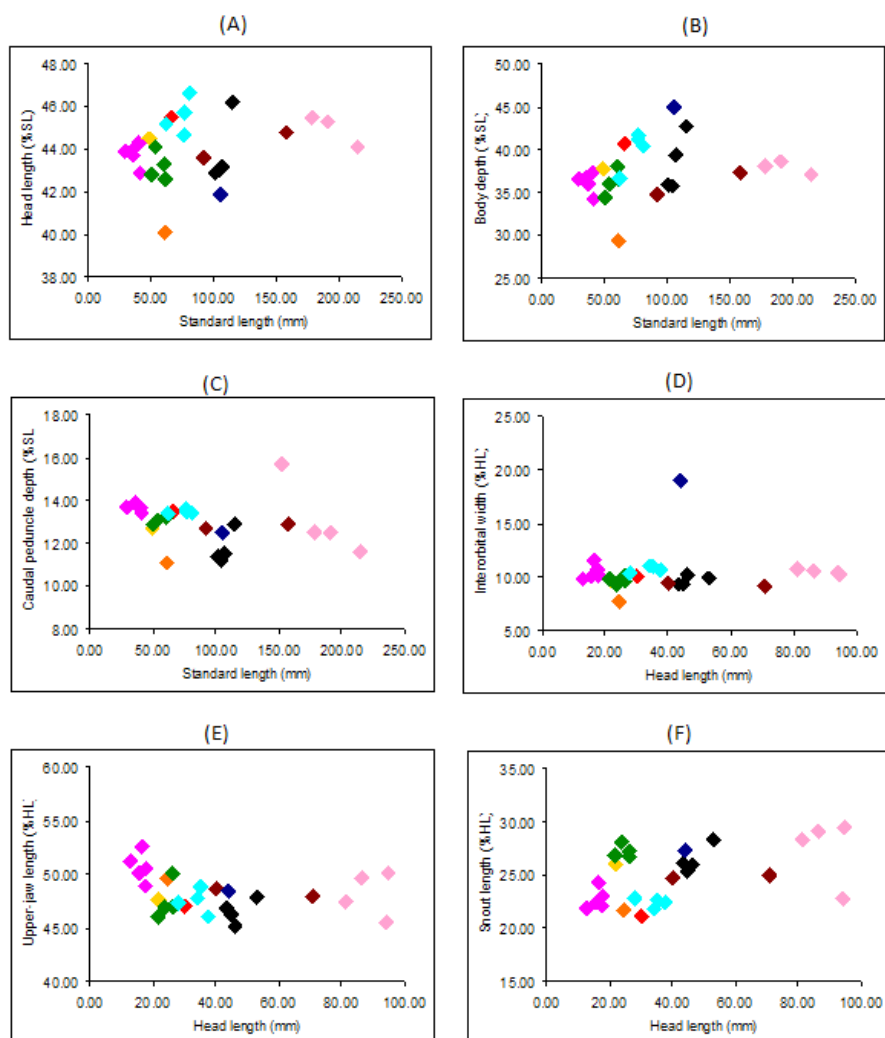 (A)
48.00
46.00
44.00
42.00
40.00
38.00
Head length (%SL)
0.00 50.00 100.00 150.00 200.00 250.00
Standard length (mm)
(B)
50.00
45.00
40.00
35.00
30.00
25.00
Body depth (%SL)
0.00 50.00 100.00 150.00 200.00 250.00
Standard length (mm)
(C)
18.00
16.00
14.00
12.00
10.00
8.00
Caudal peduncle depth (%SL
0.00 50.00 100.00 150.00 200.00 250.00
Standard length (mm)
(D)
25.00
20.00
15.00
10.00
5.00
Interorbital width (%HL)
0.00 20.00 40.00 60.00 80.00 100.00
Head length (mm)
(E)
60.00
55.00
50.00
45.00
40.00
Upper-jaw length (%HL)
0.00 20.00 40.00 60.00 80.00 100.00
Head length (mm)
(F)
35.00
30.00
25.00
20.00
15.00
Snout length (%HL)
0.00 20.00 40.00 60.00 80.00 100.00
Head length (mm)